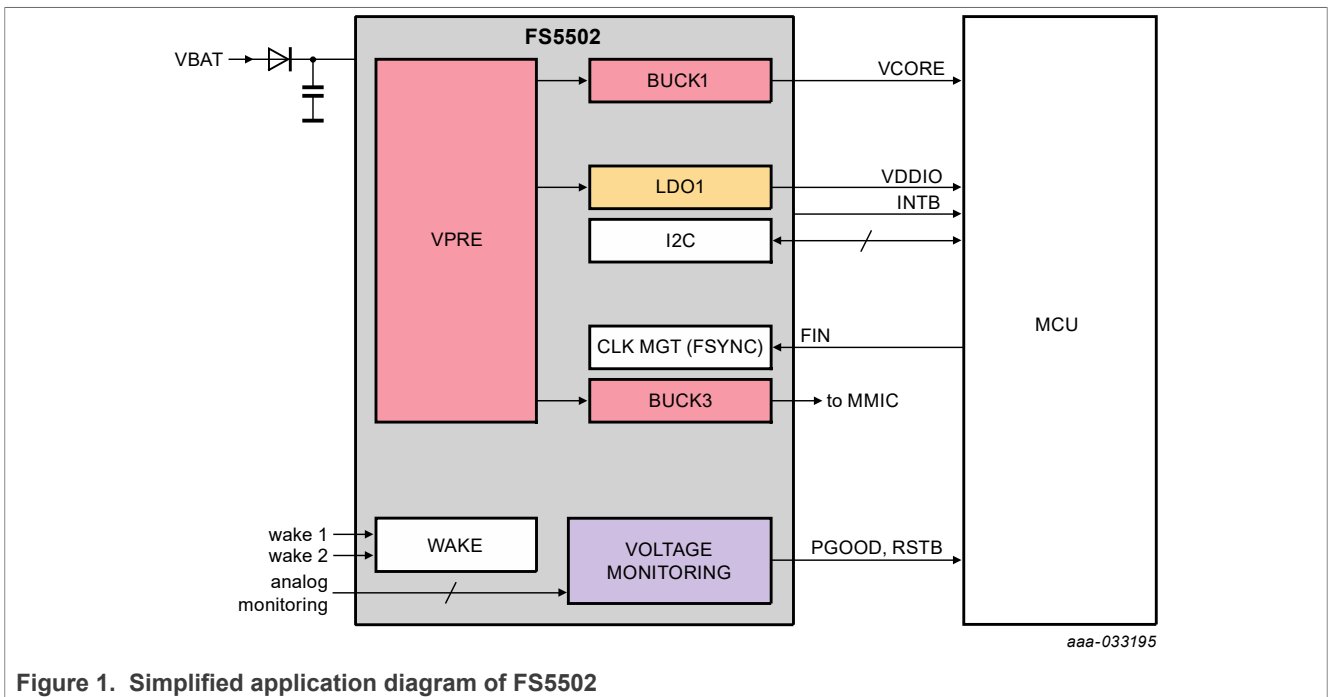 FS5502
VBAT
BUCK1
VCORE
LDO1
VDDIO
INTB
VPRE
I2C
MCU
CLK MGT (FSYNC)
FIN
BUCK3
to MMIC
wake 1
wake 2
WAKE
analog
monitoring
VOLTAGE
MONITORING
PGOOD, RSTB
aaa-033195
Figure 1. Simplified application diagram of FS5502